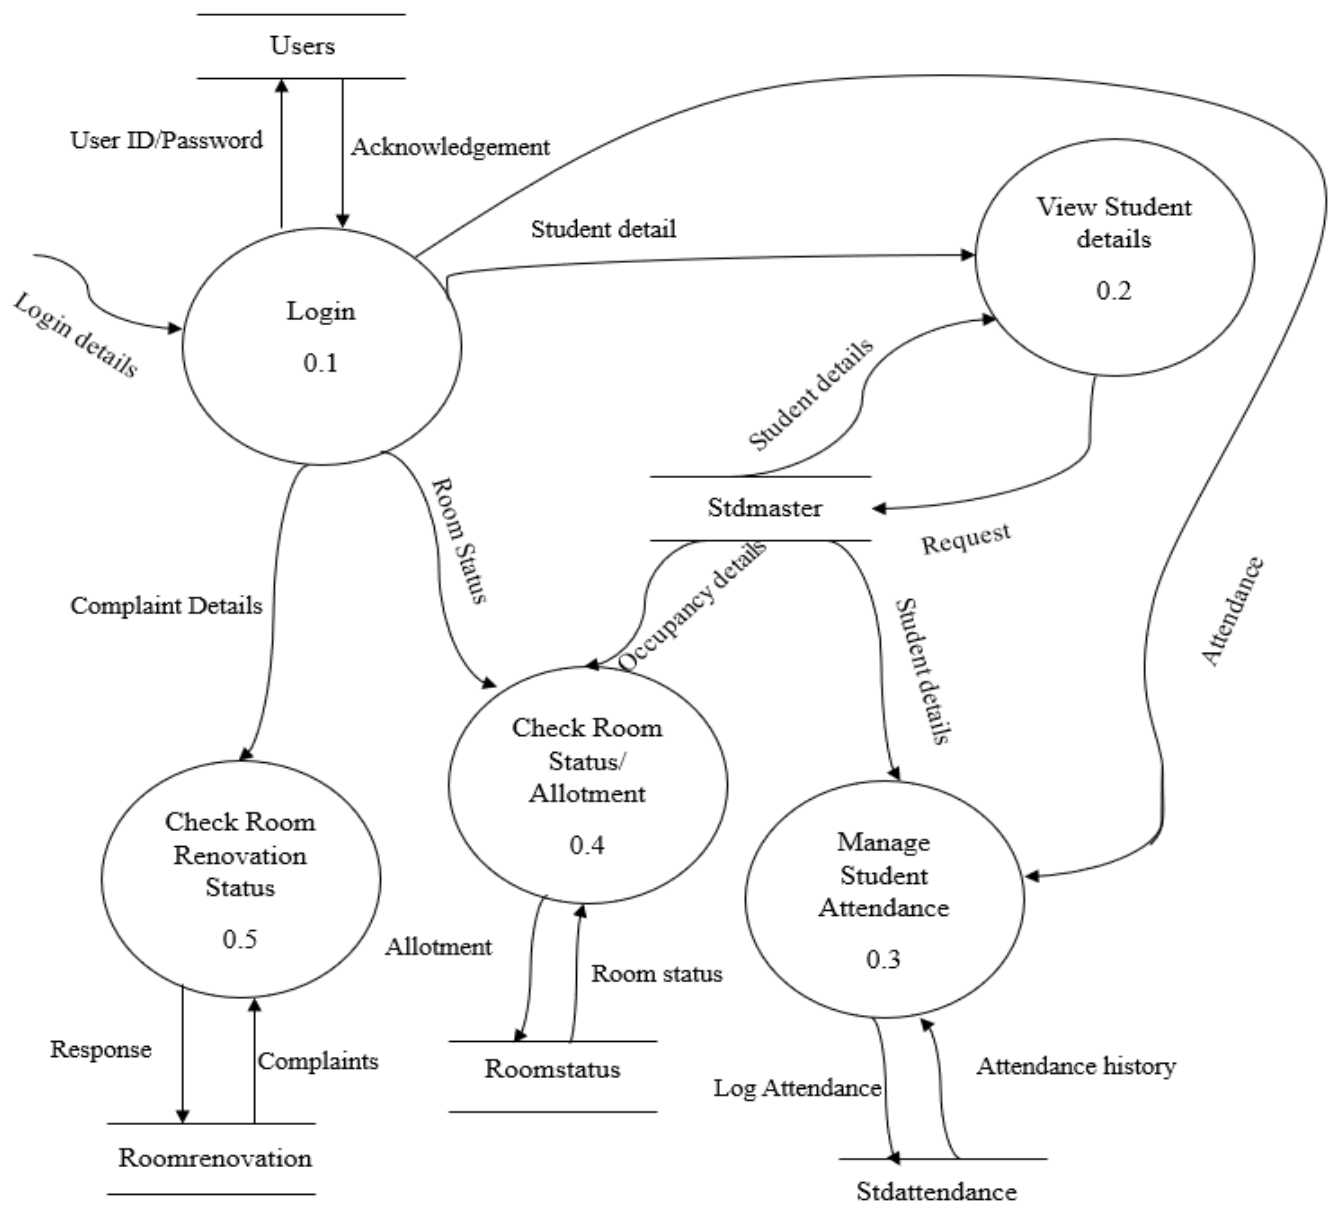 Users
User ID/Password
Acknowledgement
Login details
Login
0.1
Student detail
View Student
details
0.2
Student details
Stdmaster
Request
Room Status
Complaint Details
Occupancy details
Student details
Attendance
Check Room
Status/
Allotment
0.4
Check Room
Renovation
Status
0.5
Manage
Student
Attendance
0.3
Allotment
Room status
Response
Complaints
Roomstatus
Log Attendance
Attendance history
Roomrenovation
Stdattendance